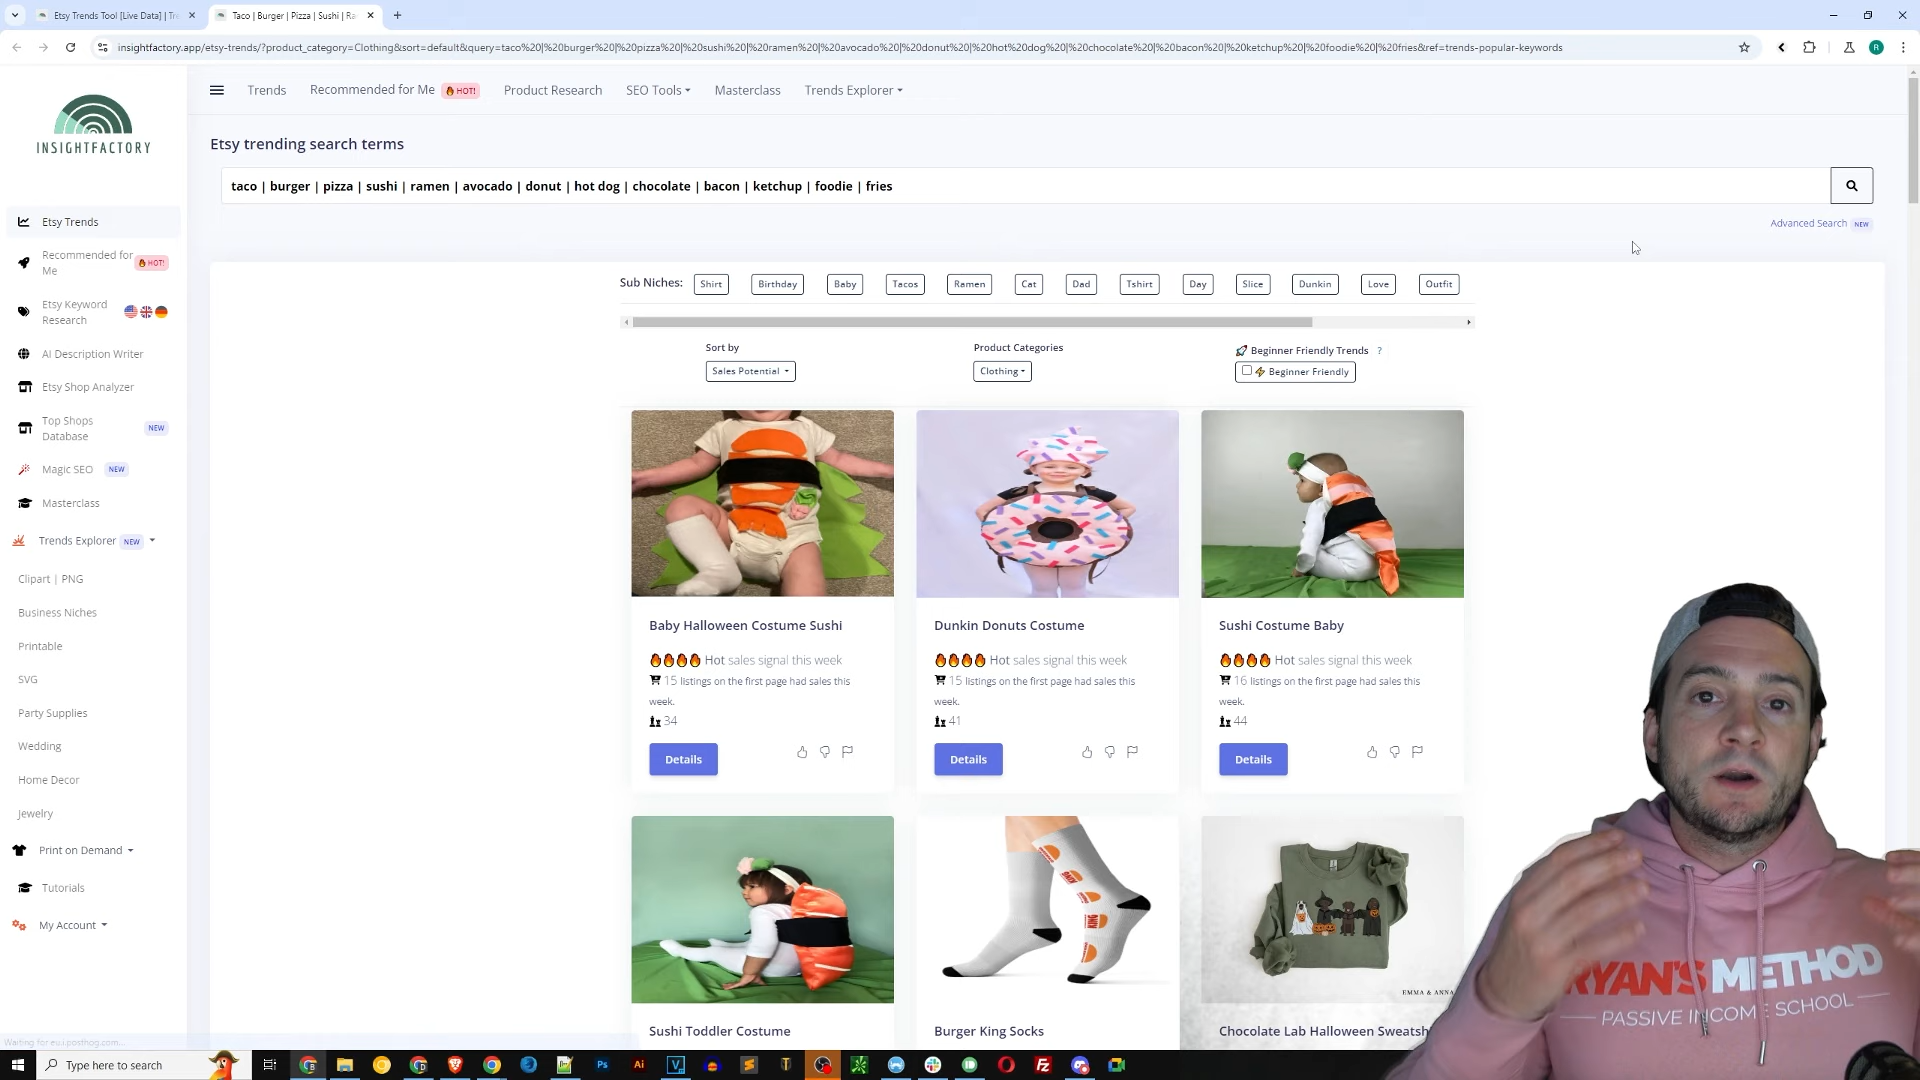 Etsy Trends Tool [Live Data] | Tr
Taco | Burger | Pizza | Sushi | Ra
insightfactory.app/etsy-trends/?product_category=Clothing&sort=default&query=taco%20|%20burger%20|%20pizza%20|%20sushi%20|%20ramen%20|%20avocado%20|%20donut%20|%20hot%20dog%20|%20chocolate%20|%20bacon%20|%20ketchup%20|%20foodie%20|%20fries&ref=trends-popular-keywords
R
INSIGHTFACTORY
Trends
Recommended for Me HOT!
Product Research
SEO Tools
Masterclass
Trends Explorer
Etsy trending search terms
taco | burger | pizza | sushi | ramen | avocado | donut | hot dog | chocolate | bacon | ketchup | foodie | fries
Advanced Search NEW
Etsy Trends
Recommended for Me HOT!
Etsy Keyword Research
AI Description Writer
Etsy Shop Analyzer
Top Shops Database NEW
Magic SEO NEW
Masterclass
Trends Explorer NEW
Clipart | PNG
Business Niches
Printable
SVG
Party Supplies
Wedding
Home Decor
Jewelry
Print on Demand
Tutorials
My Account
Sub Niches: Shirt Birthday Baby Tacos Ramen Cat Dad Tshirt Day Slice Dunkin Love Outfit
Sort by
Sales Potential
Product Categories
Clothing
Beginner Friendly Trends ?
Beginner Friendly
Baby Halloween Costume Sushi
Hot sales signal this week
15 listings on the first page had sales this
week.
34
Details
Dunkin Donuts Costume
Hot sales signal this week
15 listings on the first page had sales this
week.
41
Details
Sushi Costume Baby
Hot sales signal this week
16 listings on the first page had sales this
week.
44
Details
EMMA & ANNA
Sushi Toddler Costume
Burger King Socks
Chocolate Lab Halloween Sweatsh
RYAN'S METHOD
PASSIVE INCOME SCHOOL
Waiting for eu.i.posthog.com...
Type here to search